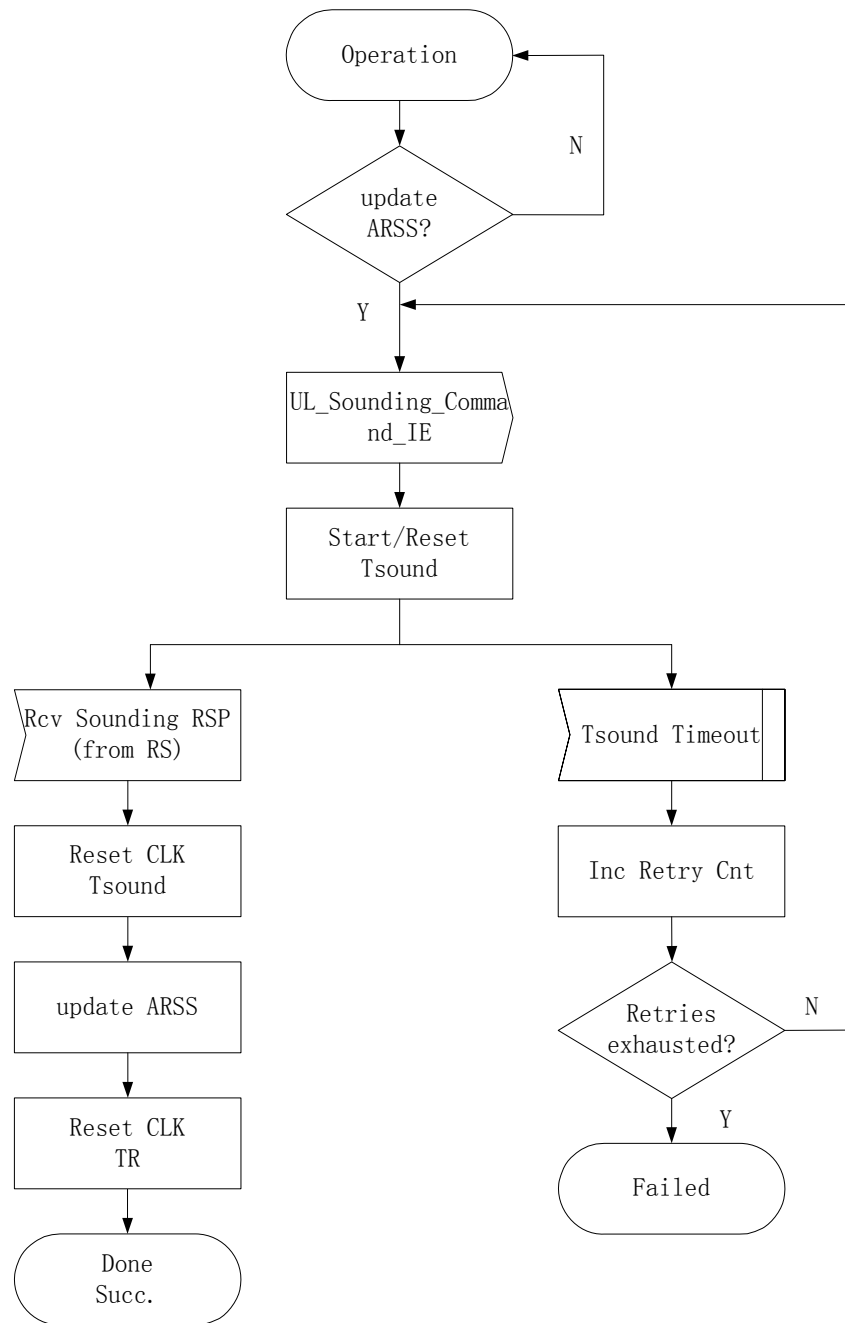 Operation
N
update
ARSS?
Y
UL_Sounding_Comma
nd_IE
Start/Reset
Tsound
Rcv Sounding RSP
(from RS)
Tsound Timeout
Reset CLK
Tsound
Inc Retry Cnt
update ARSS
Retries
exhausted?
N
Reset CLK
TR
Y
Failed
Done
Succ.